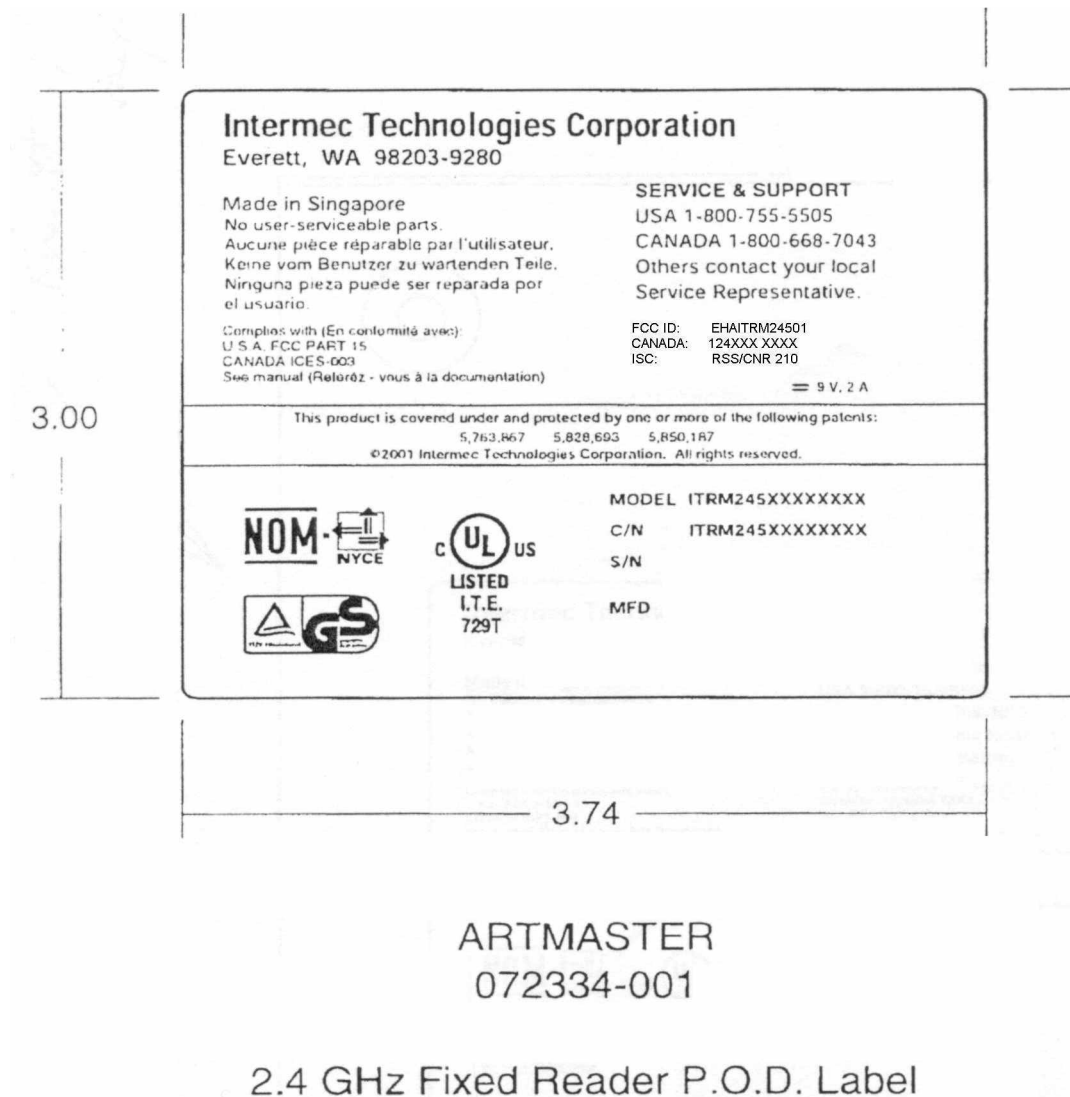 Intermec Technologies Corporation
Everett, WA 98203-9280
Made in Singapore
No user-serviceable parts.
Aucune pièce réparable par l'utilisateur.
Keine vom Benutzer zu wartenden Teile.
Ninguna pieza puede ser reparada por
el usuario.
Complies with (En conformité avec):
U.S.A. FCC PART 15
CANADA ICES-003
See manual (Referéz - vous à la documentation)
SERVICE & SUPPORT
USA 1-800-755-5505
CANADA 1-800-668-7043
Others contact your local
Service Representative.
FCC ID: EHAITRM24501
CANADA: 124XXX XXXX
ISC: RSS/CNR 210
9 V, 2 A
3.00
This product is covered under and protected by one or more of the following patents:
5,763,867 5,828,693 5,850,187
©2001 Intermec Technologies Corporation. All rights reserved.
NOM-
NYCE
C UL US
LISTED
I.T.E.
729T
GS
MODEL ITRM245XXXXXXXX
C/N ITRM245XXXXXXXX
S/N
MFD
3.74
ARTMASTER
072334-001
2.4 GHz Fixed Reader P.O.D. Label